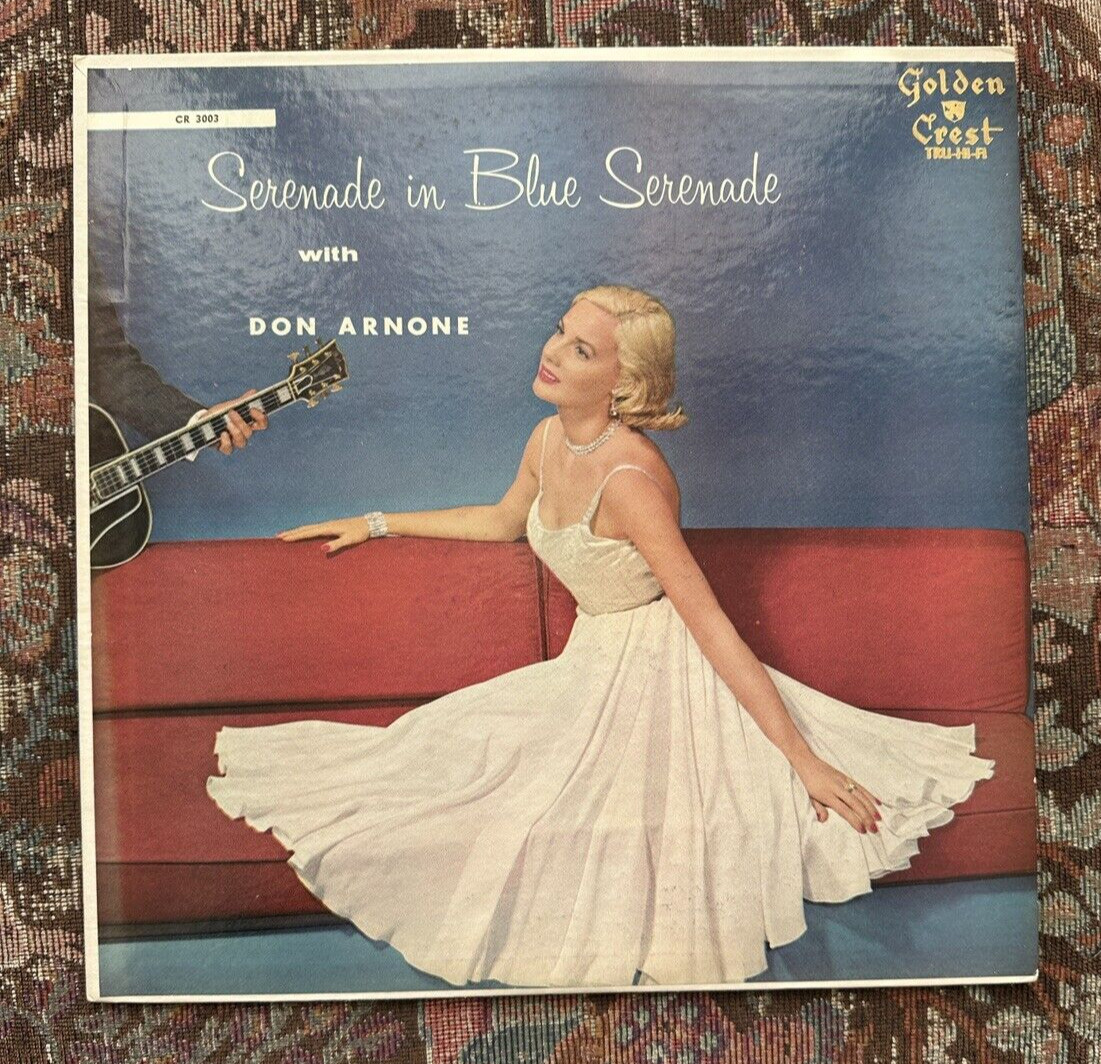 CR 3003
Golden
Crest
TRU-HI-FI
Serenade in Blue Serenade
with
DON ARNONE